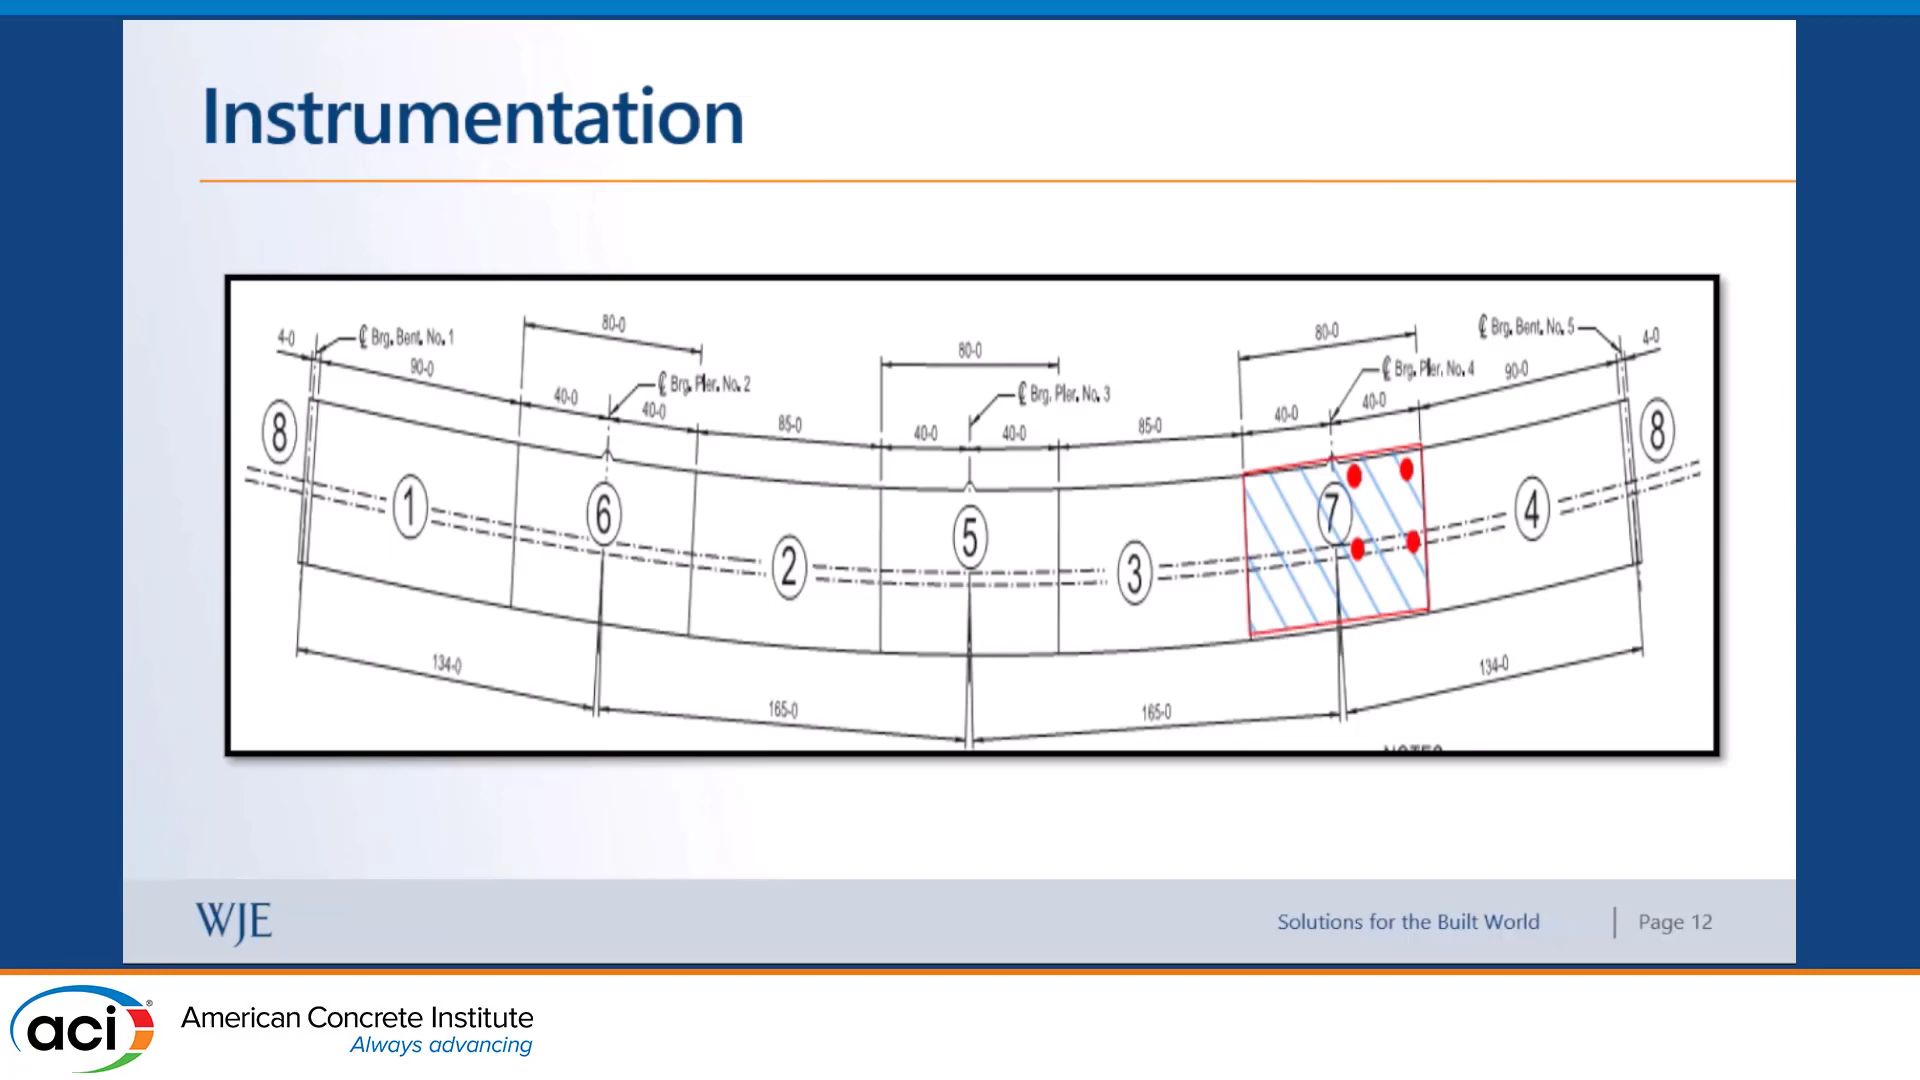 Instrumentation
80-0
4-0
℄ Brg. Bent. No. 1
90-0
40-0
℄ Brg. Pier. No. 2
40-0
85-0
80-0
℄ Brg. Pier. No. 3
40-0
40-0
85-0
80-0
℄ Brg. Pier. No. 4
40-0
40-0
90-0
℄ Brg. Bent. No. 5
4-0
8
1
6
2
5
3
7
4
8
134-0
165-0
165-0
134-0
NOTES
WJE
Solutions for the Built World
Page 12
aci®
American Concrete Institute
Always advancing